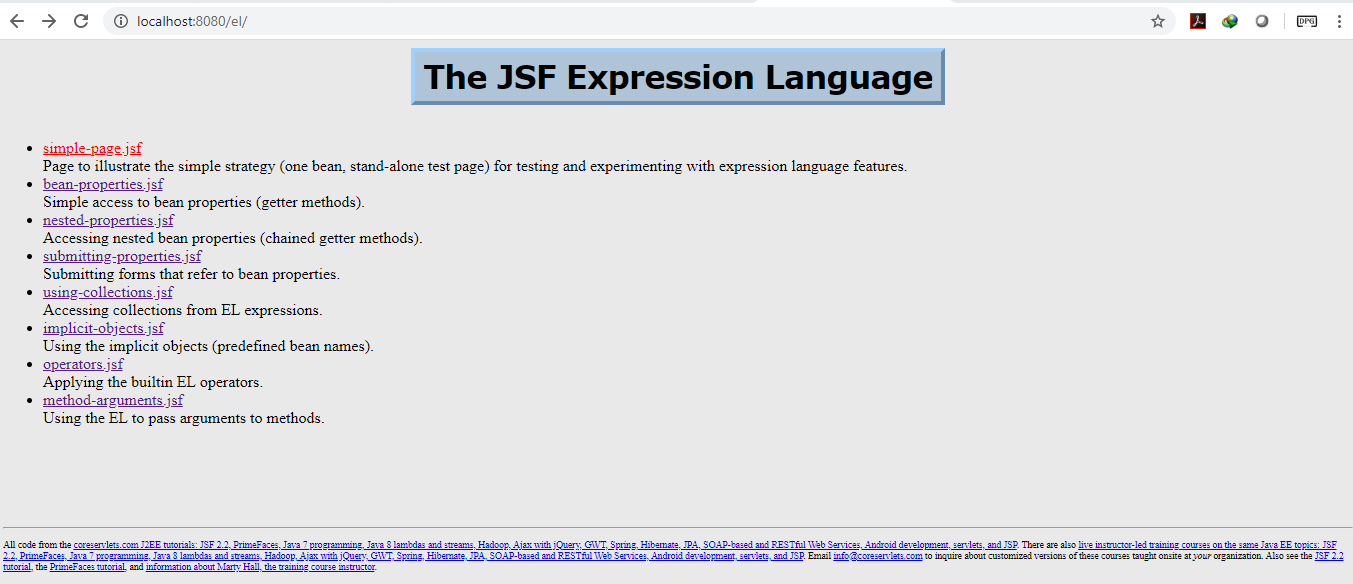 localhost:8080/el/
DPG
The JSF Expression Language
simple-page.jsf
Page to illustrate the simple strategy (one bean, stand-alone test page) for testing and experimenting with expression language features.
bean-properties.jsf
Simple access to bean properties (getter methods).
nested-properties.jsf
Accessing nested bean properties (chained getter methods).
submitting-properties.jsf
Submitting forms that refer to bean properties.
using-collections.jsf
Accessing collections from EL expressions.
implicit-objects.jsf
Using the implicit objects (predefined bean names).
operators.jsf
Applying the builtin EL operators.
method-arguments.jsf
Using the EL to pass arguments to methods.
All code from the coreservlets.com J2EE tutorials: JSF 2.2, PrimeFaces, Java 7 programming, Java 8 lambdas and streams, Hadoop, Ajax with jQuery, GWT, Spring, Hibernate, JPA, SOAP-based and RESTful Web Services, Android development, servlets, and JSP. There are also live instructor-led training courses on the same Java EE topics: JSF
2.2, PrimeFaces, Java 7 programming, Java 8 lambdas and streams, Hadoop, Ajax with jQuery, GWT, Spring, Hibernate, JPA, SOAP-based and RESTful Web Services, Android development, servlets, and JSP. Email info@coreservlets.com to inquire about customized versions of these courses taught onsite at your organization. Also see the JSF 2.2
tutorial, the PrimeFaces tutorial, and information about Marty Hall, the training course instructor.